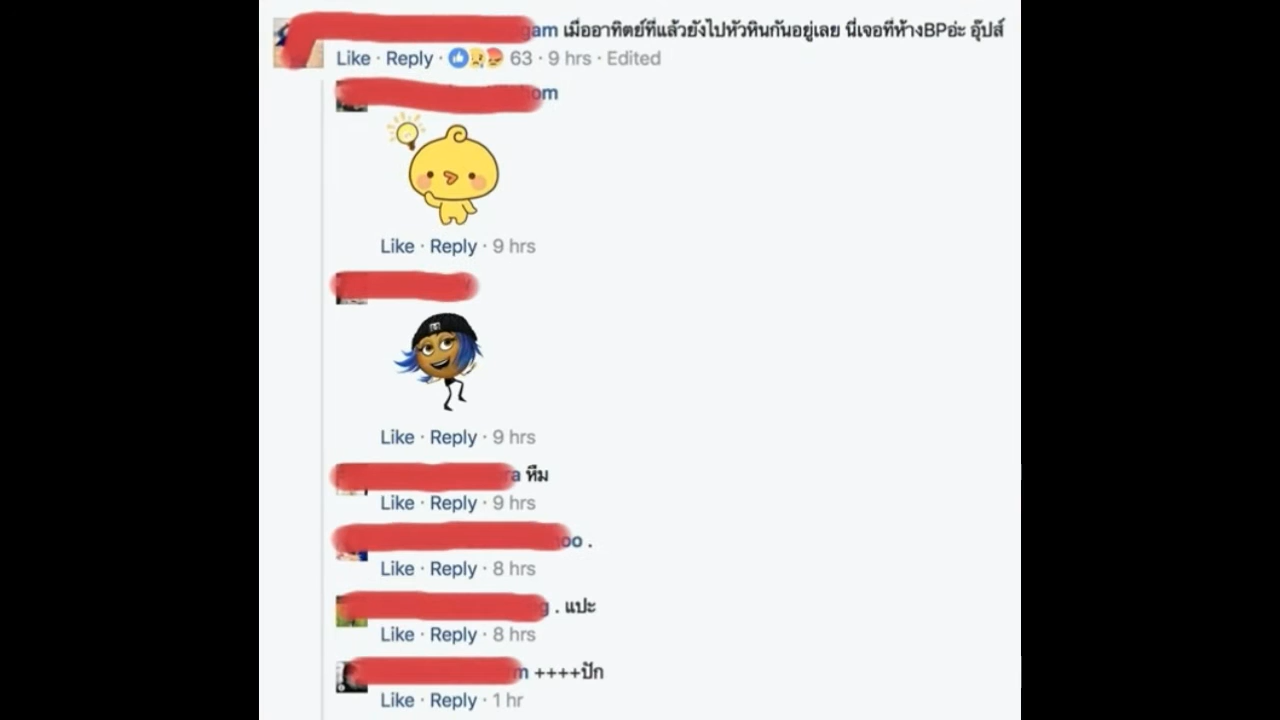 gam เมื่ออาทิตย์ที่แล้วยังไปหัวหินกันอยู่เลย นี่เจอที่ห้างBPอ่ะ อุ๊ปส์
Like · Reply · 63 · 9 hrs · Edited
om
Like · Reply · 9 hrs
Like · Reply · 9 hrs
ra หืม
Like · Reply · 9 hrs
oo .
Like · Reply · 8 hrs
g . แปะ
Like · Reply · 8 hrs
m ++++ปัก
Like · Reply · 1 hr